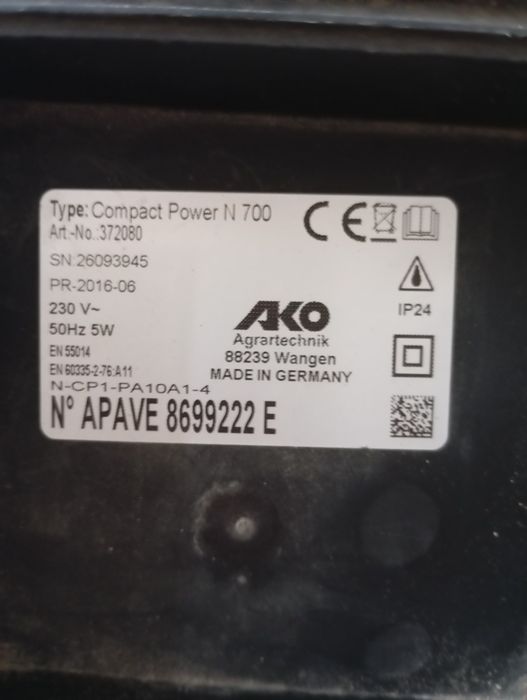 Type: Compact Power N 700
Art.-No.:372080
SN:26093945
PR-2016-06
230 V~
50Hz 5W
EN 55014
EN 60335-2-76:A11
N-CP1-PA10A1-4
N° APAVE 8699222 E
CE
IP24
AKO
Agrartechnik
88239 Wangen
MADE IN GERMANY